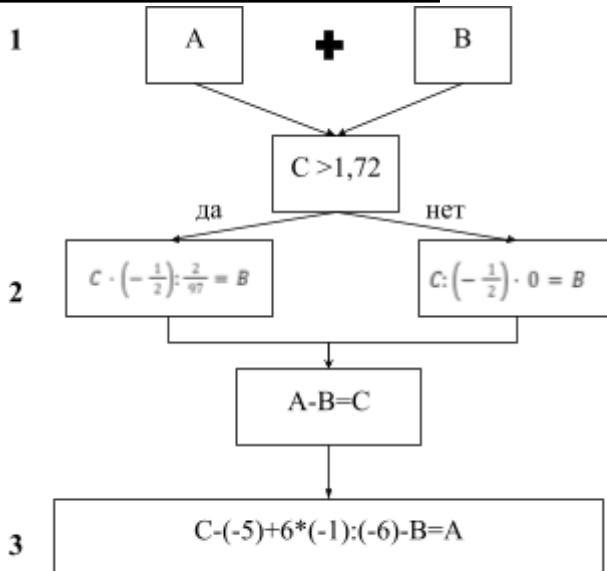 1 A + B
C >1,72
да нет
2 C · (− 1/2) : 2/97 = B C: (− 1/2) · 0 = B
A-B=C
3 C-(-5)+6*(-1):(-6)-B=A